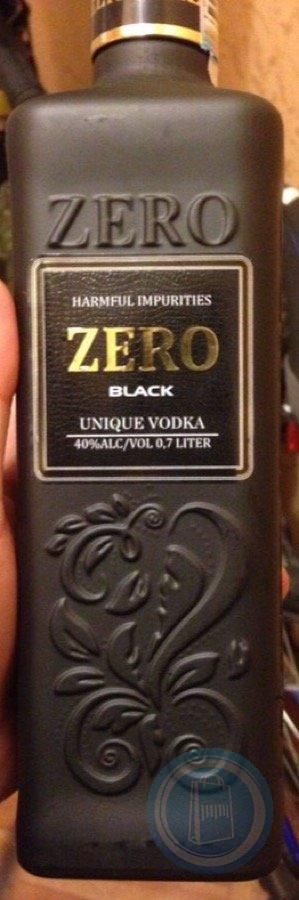 ZERO
HARMFUL IMPURITIES
ZERO
BLACK
UNIQUE VODKA
40%ALC/VOL 0,7 LITER